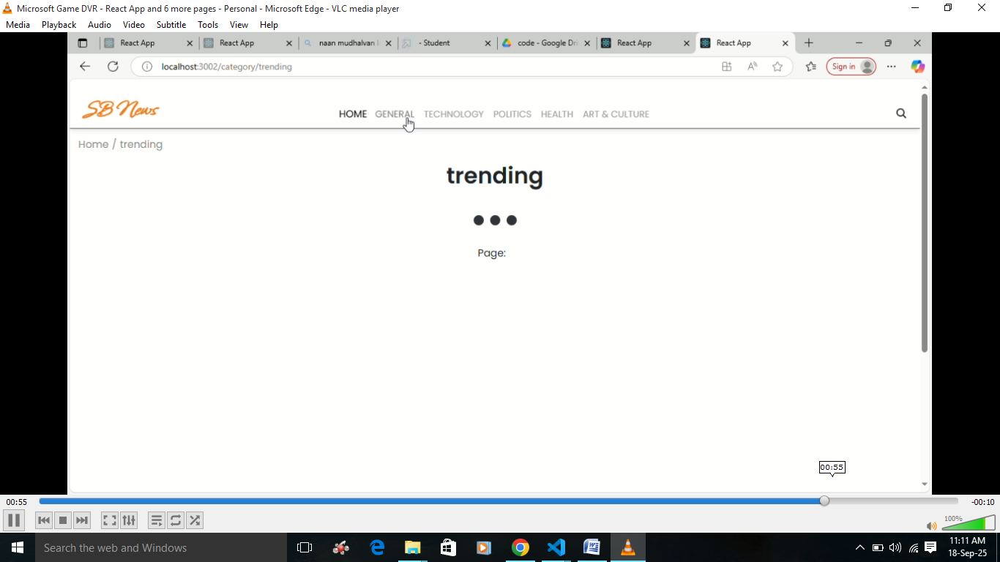 Microsoft Game DVR - React App and 6 more pages - Personal - Microsoft Edge - VLC media player
Media Playback Audio Video Subtitle Tools View Help
React App React App naan mudhalvan - Student code - Google Dri React App React App
localhost:3002/category/trending Sign in
SB News HOME GENERAL TECHNOLOGY POLITICS HEALTH ART & CULTURE
Home / trending
trending
Page:
00:55
00:55 -00:10
100%
Search the web and Windows 11:11 AM
18-Sep-25